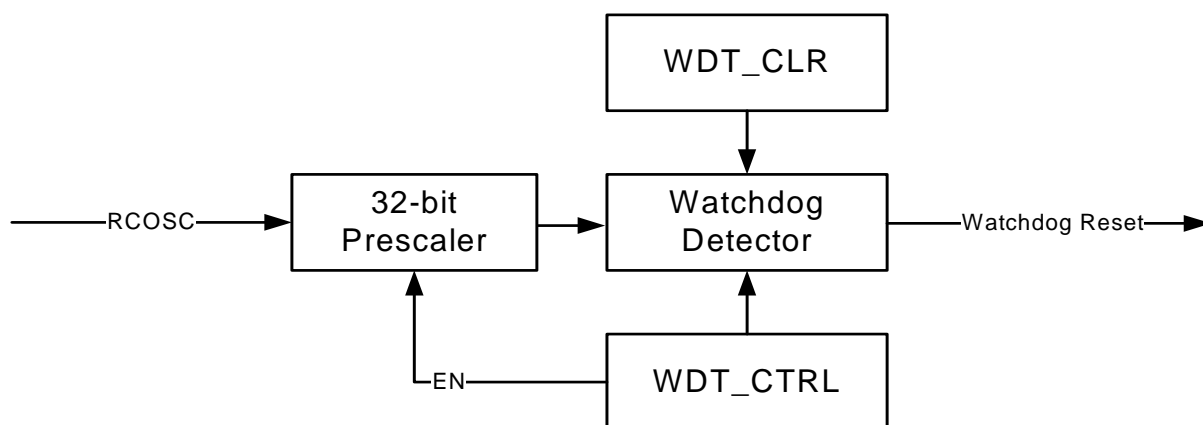 WDT_CLR
RCOSC
32-bit
Prescaler
Watchdog
Detector
Watchdog Reset
EN
WDT_CTRL